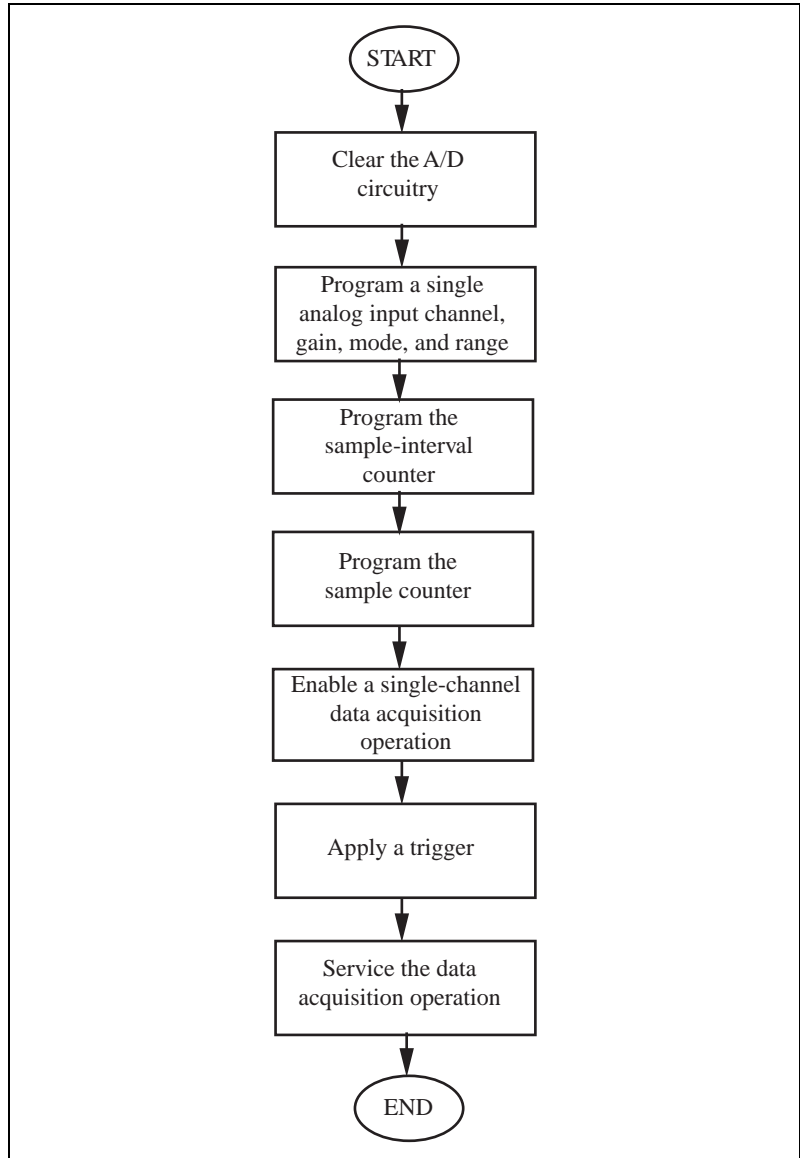 START
Clear the A/D
circuitry
Program a single
analog input channel,
gain, mode, and range
Program the
sample-interval
counter
Program the
sample counter
Enable a single-channel
data acquisition
operation
Apply a trigger
Service the data
acquisition operation
END